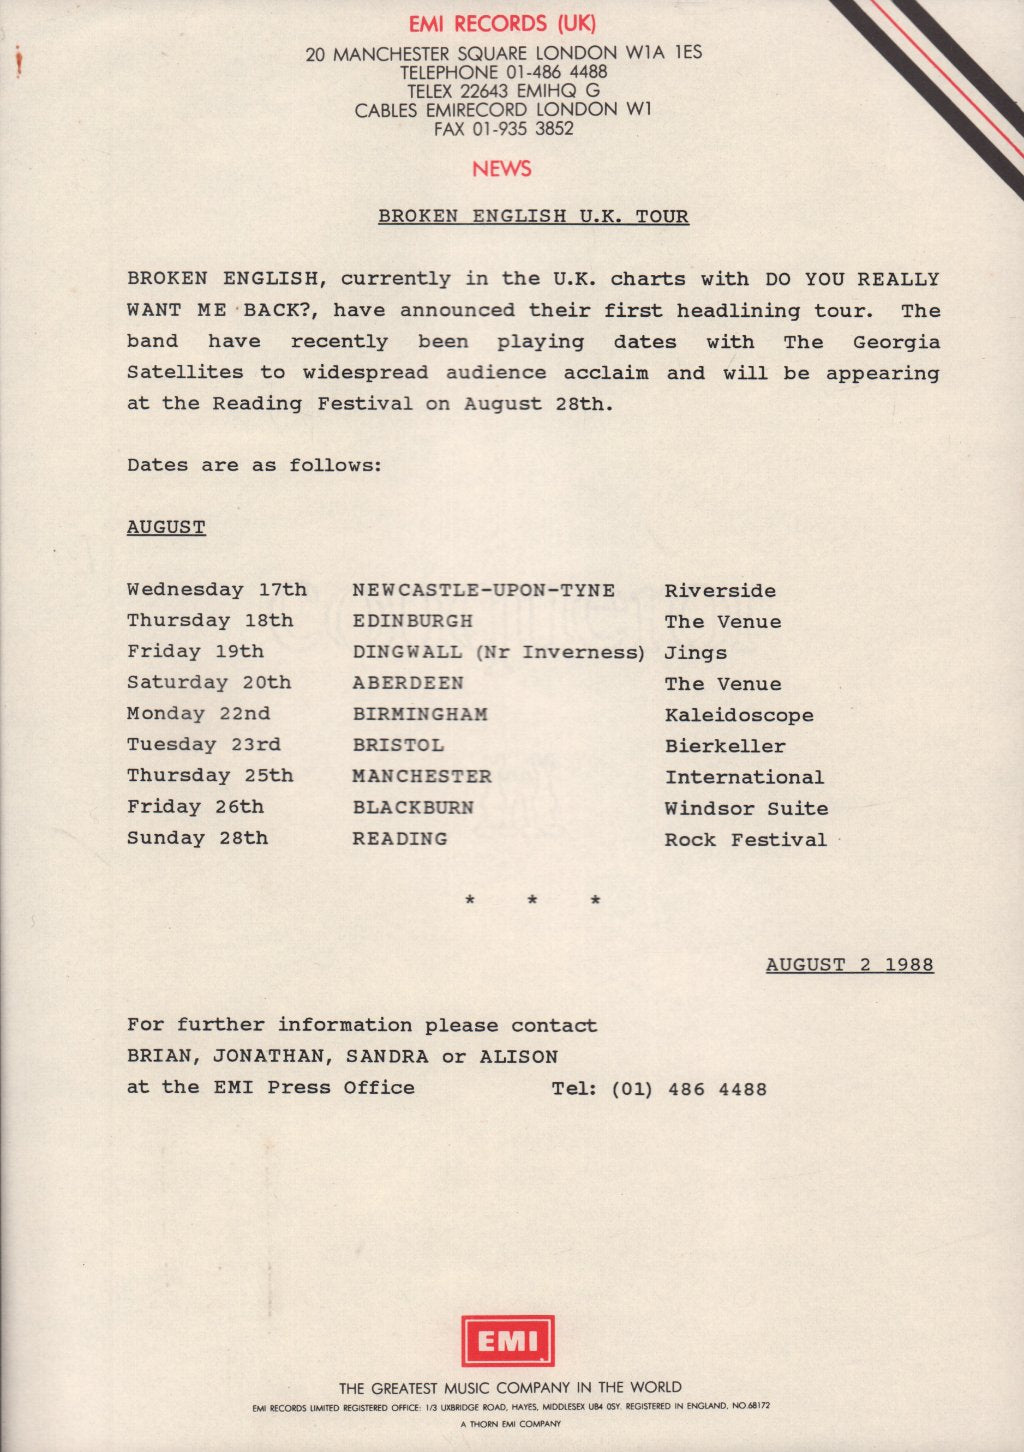 EMI RECORDS (UK)
20 MANCHESTER SQUARE LONDON W1A 1ES
TELEPHONE 01-486 4488
TELEX 22643 EMIHQ G
CABLES EMIRECORD LONDON W1
FAX 01-935 3852
NEWS
BROKEN ENGLISH U.K. TOUR
BROKEN ENGLISH, currently in the U.K. charts with DO YOU REALLY
WANT ME BACK?, have announced their first headlining tour. The
band have recently been playing dates with The Georgia
Satellites to widespread audience acclaim and will be appearing
at the Reading Festival on August 28th.
Dates are as follows:
AUGUST
Wednesday 17th NEWCASTLE-UPON-TYNE Riverside
Thursday 18th EDINBURGH The Venue
Friday 19th DINGWALL (Nr Inverness) Jings
Saturday 20th ABERDEEN The Venue
Monday 22nd BIRMINGHAM Kaleidoscope
Tuesday 23rd BRISTOL Bierkeller
Thursday 25th MANCHESTER International
Friday 26th BLACKBURN Windsor Suite
Sunday 28th READING Rock Festival
* * *
AUGUST 2 1988
For further information please contact
BRIAN, JONATHAN, SANDRA or ALISON
at the EMI Press Office Tel: (01) 486 4488
EMI
THE GREATEST MUSIC COMPANY IN THE WORLD
EMI RECORDS LIMITED REGISTERED OFFICE: 1/3 UXBRIDGE ROAD, HAYES, MIDDLESEX UB4 0SY. REGISTERED IN ENGLAND, NO.68172
A THORN EMI COMPANY